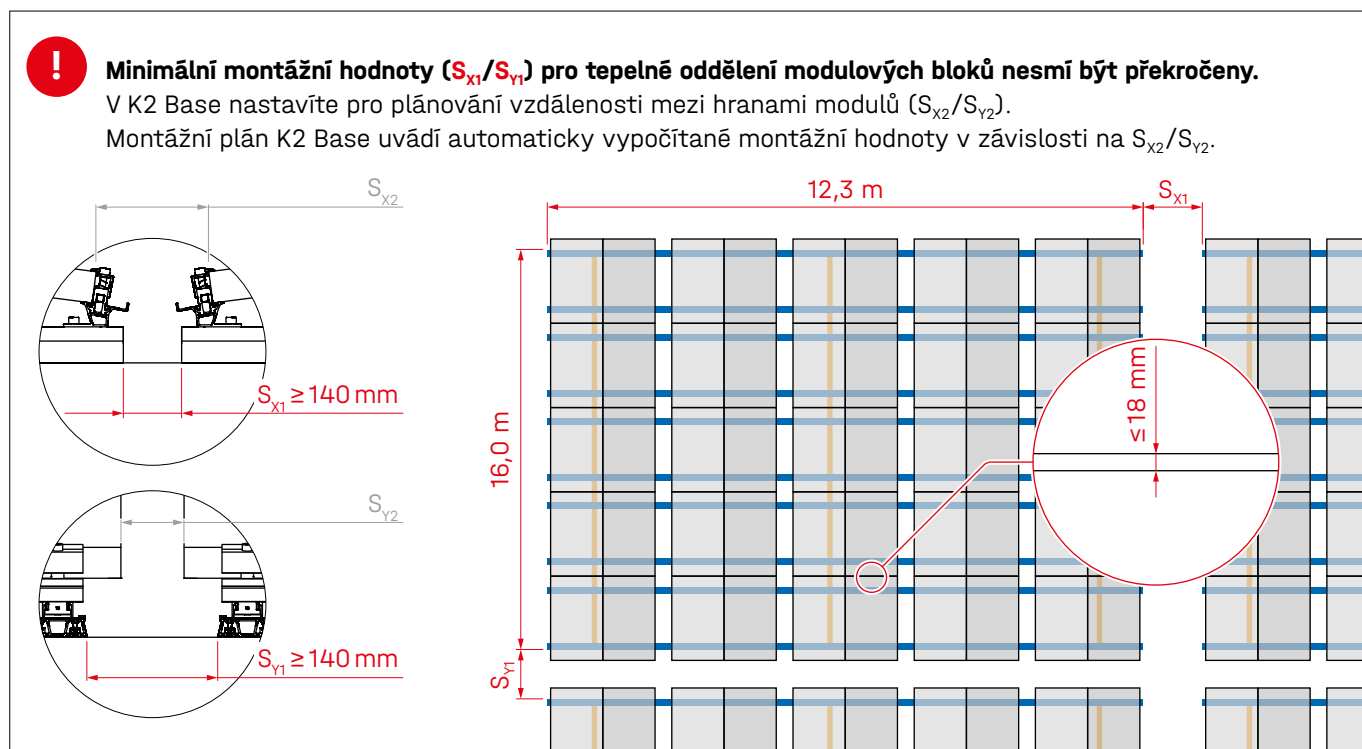 !
Minimální montážní hodnoty (SX1/SY1) pro tepelné oddělení modulových bloků nesmí být překročeny.
V K2 Base nastavíte pro plánování vzdálenosti mezi hranami modulů (SX2/SY2).
Montážní plán K2 Base uvádí automaticky vypočítané montážní hodnoty v závislosti na SX2/SY2.
SX2
SX1 ≥ 140 mm
SY2
SY1 ≥ 140 mm
12,3 m
SX1
16,0 m
≤ 18 mm
SY1